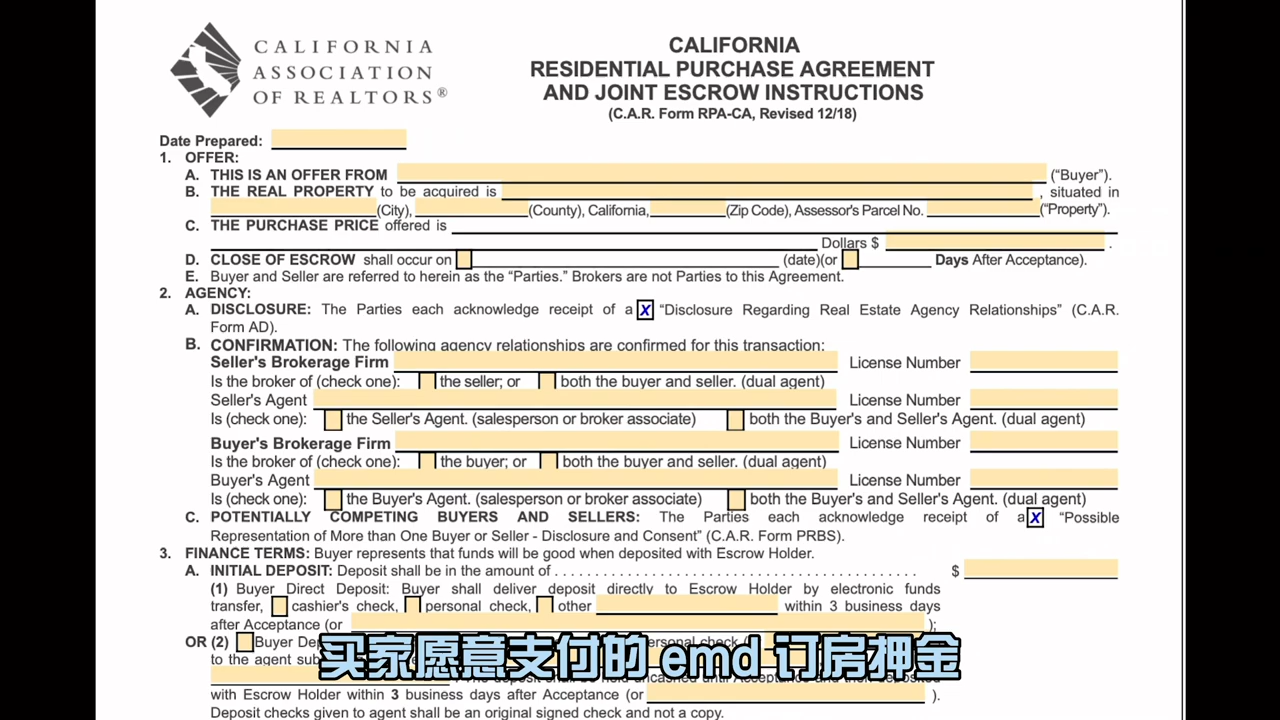 CALIFORNIA
ASSOCIATION
OF REALTORS®
CALIFORNIA
RESIDENTIAL PURCHASE AGREEMENT
AND JOINT ESCROW INSTRUCTIONS
(C.A.R. Form RPA-CA, Revised 12/18)
Date Prepared:
1. OFFER:
A. THIS IS AN OFFER FROM (“Buyer”).
B. THE REAL PROPERTY to be acquired is , situated in
(City), (County), California, (Zip Code), Assessor's Parcel No. (“Property”).
C. THE PURCHASE PRICE offered is
Dollars $ .
D. CLOSE OF ESCROW shall occur on (date)(or Days After Acceptance).
E. Buyer and Seller are referred to herein as the “Parties.” Brokers are not Parties to this Agreement.
2. AGENCY:
A. DISCLOSURE: The Parties each acknowledge receipt of a X “Disclosure Regarding Real Estate Agency Relationships” (C.A.R.
Form AD).
B. CONFIRMATION: The following agency relationships are confirmed for this transaction:
Seller's Brokerage Firm License Number
Is the broker of (check one): the seller; or both the buyer and seller. (dual agent)
Seller's Agent License Number
Is (check one): the Seller's Agent. (salesperson or broker associate) both the Buyer's and Seller's Agent. (dual agent)
Buyer's Brokerage Firm License Number
Is the broker of (check one): the buyer; or both the buyer and seller. (dual agent)
Buyer's Agent License Number
Is (check one): the Buyer's Agent. (salesperson or broker associate) both the Buyer's and Seller's Agent. (dual agent)
C. POTENTIALLY COMPETING BUYERS AND SELLERS: The Parties each acknowledge receipt of a X “Possible
Representation of More than One Buyer or Seller - Disclosure and Consent” (C.A.R. Form PRBS).
3. FINANCE TERMS: Buyer represents that funds will be good when deposited with Escrow Holder.
A. INITIAL DEPOSIT: Deposit shall be in the amount of . . . . . . . . . . . . . . . . . . . . . . . . . . . . . . . . . . . . . . . . . . . . . . $
(1) Buyer Direct Deposit: Buyer shall deliver deposit directly to Escrow Holder by electronic funds
transfer, cashier's check, personal check, other within 3 business days
after Acceptance (or );
OR (2) Buyer Dep personal check
to the agent sub
买家愿意支付的 emd 订房押金
with Escrow Holder within 3 business days after Acceptance (or ).
Deposit checks given to agent shall be an original signed check and not a copy.